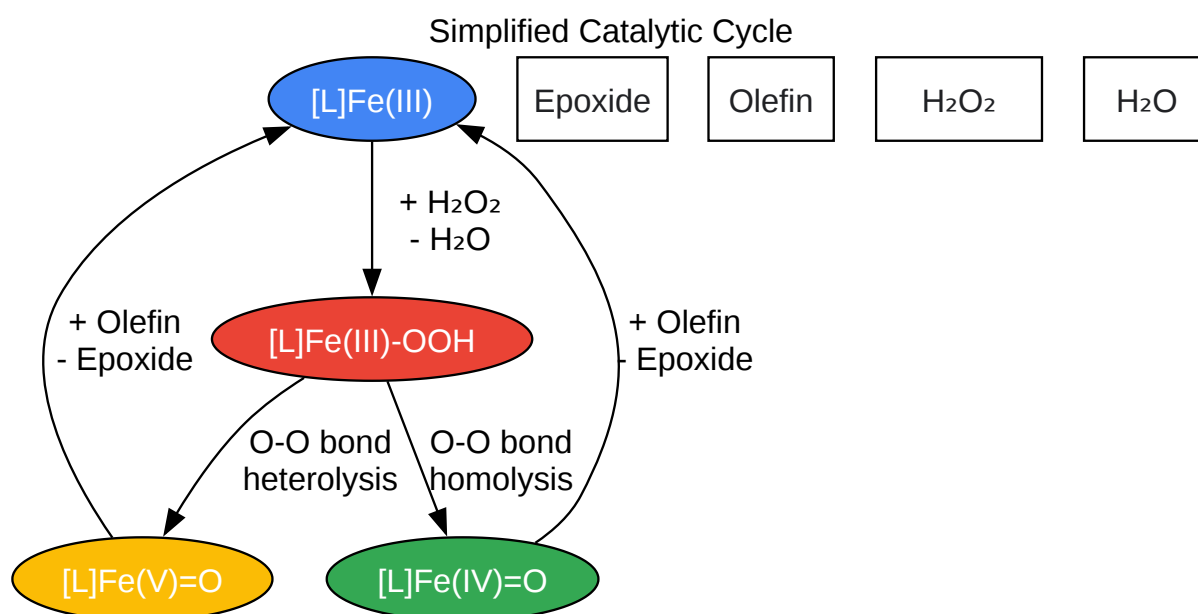 Simplified Catalytic Cycle
[L]Fe(III)
Epoxide
Olefin
H₂O₂
H₂O
+ H₂O₂
- H₂O
[L]Fe(III)-OOH
+ Olefin
- Epoxide
+ Olefin
- Epoxide
O-O bond
heterolysis
O-O bond
homolysis
[L]Fe(V)=O
[L]Fe(IV)=O